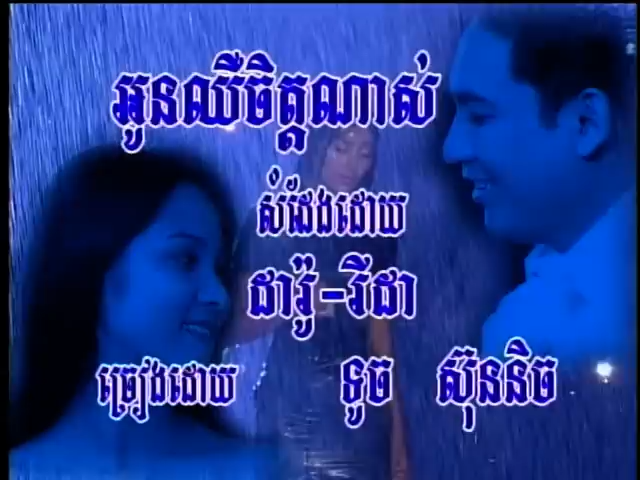 អូនឈឺចិត្តណាស់
សំដែងដោយ
ដារ៉ូ-រីដា
ច្រៀងដោយ ទូច ស៊ុននិច